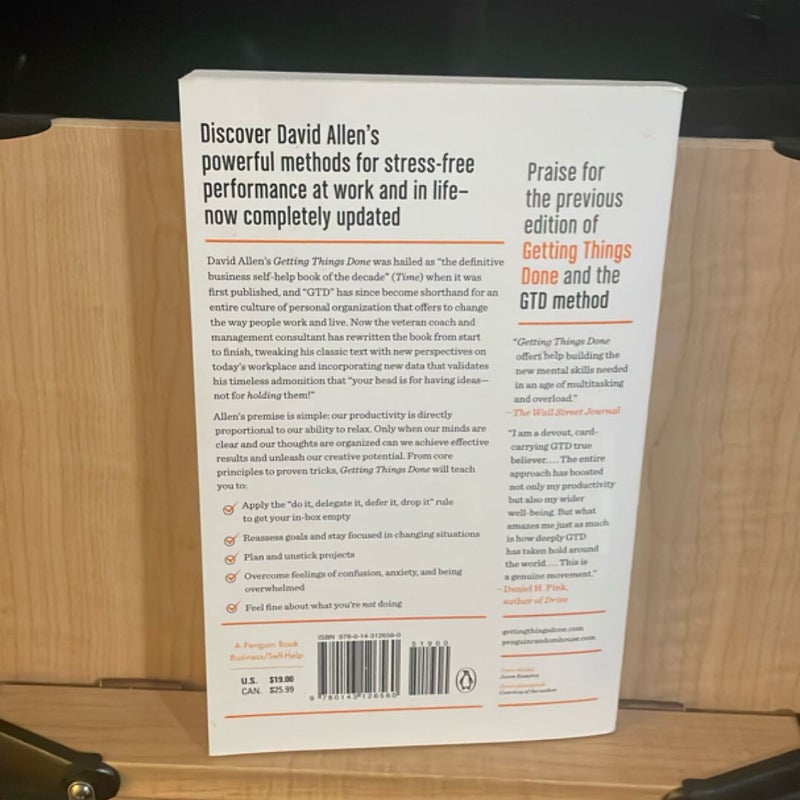 Discover David Allen's
powerful methods for stress-free
performance at work and in life–
now completely updated
David Allen's Getting Things Done was hailed as "the definitive
business self-help book of the decade" (Time) when it was
first published, and "GTD" has since become shorthand for an
entire culture of personal organization that offers to change
the way people work and live. Now the veteran coach and
management consultant has rewritten the book from start
to finish, tweaking his classic text with new perspectives on
today's workplace and incorporating new data that validates
his timeless admonition that "your head is for having ideas—
not for holding them!"
Allen's premise is simple: our productivity is directly
proportional to our ability to relax. Only when our minds are
clear and our thoughts are organized can we achieve effective
results and unleash our creative potential. From core
principles to proven tricks, Getting Things Done will teach
you to:
Apply the "do it, delegate it, defer it, drop it" rule
to get your in-box empty
Reassess goals and stay focused in changing situations
Plan and unstick projects
Overcome feelings of confusion, anxiety, and being
overwhelmed
Feel fine about what you're not doing
A Penguin Book
Business/Self-Help
U.S. $19.00
CAN. $25.99
ISBN 978-0-14-312656-0
51900
9 780143 126560
Praise for
the previous
edition of
Getting Things
Done and the
GTD method
"Getting Things Done
offers help building the
new mental skills needed
in an age of multitasking
and overload."
–The Wall Street Journal
"I am a devout, card-
carrying GTD true
believer.... The entire
approach has boosted
not only my productivity
but also my wider
well-being. But what
amazes me just as much
is how deeply GTD
has taken hold around
the world.... This is
a genuine movement."
–Daniel H. Pink,
author of Drive
gettingthingsdone.com
penguinrandomhouse.com
Courtesy of the author